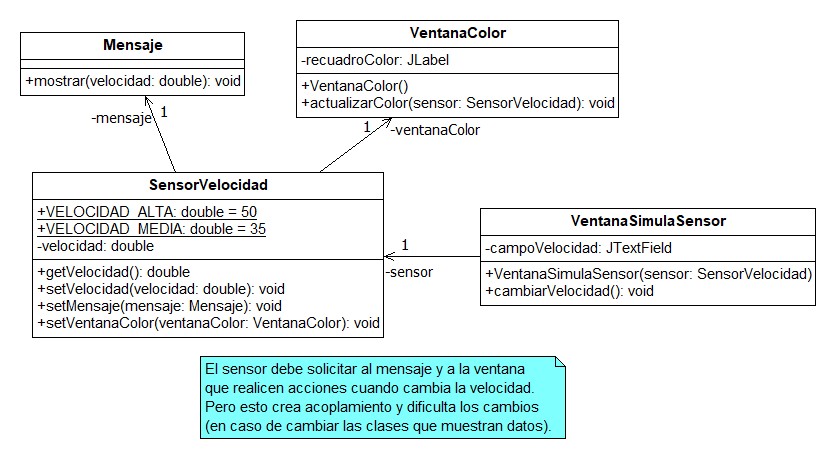 Mensaje
+mostrar(velocidad: double): void
VentanaColor
-recuadroColor: JLabel
+VentanaColor()
+actualizarColor(sensor: SensorVelocidad): void
-mensaje
1
1
-ventanaColor
SensorVelocidad
+VELOCIDAD_ALTA: double = 50
+VELOCIDAD_MEDIA: double = 35
-velocidad: double
+getVelocidad(): double
+setVelocidad(velocidad: double): void
+setMensaje(mensaje: Mensaje): void
+setVentanaColor(ventanaColor: VentanaColor): void
1
-sensor
VentanaSimulaSensor
-campoVelocidad: JTextField
+VentanaSimulaSensor(sensor: SensorVelocidad)
+cambiarVelocidad(): void
El sensor debe solicitar al mensaje y a la ventana
que realicen acciones cuando cambia la velocidad.
Pero esto crea acoplamiento y dificulta los cambios
(en caso de cambiar las clases que muestran datos).